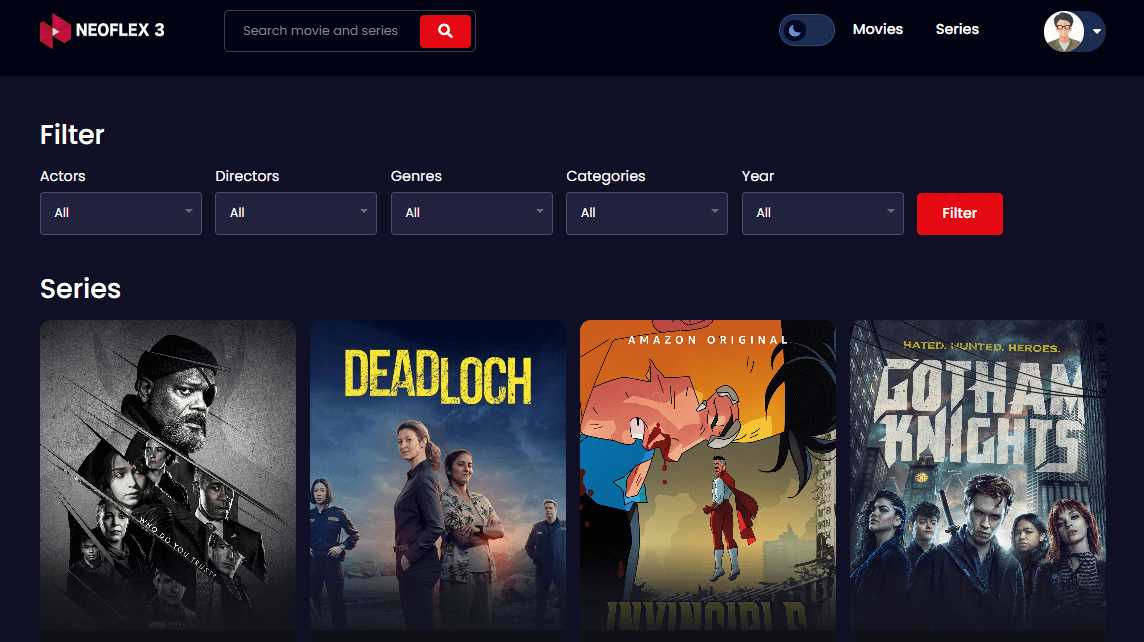 NEOFLEX 3
Search movie and series
Movies
Series
Filter
Actors
Directors
Genres
Categories
Year
All
All
All
All
All
Filter
Series
WHO DO YOU TRUST?
DEADLOCH
AMAZON ORIGINAL
INVINCIBLE
HATED. HUNTED. HEROES.
GOTHAM
KNIGHTS